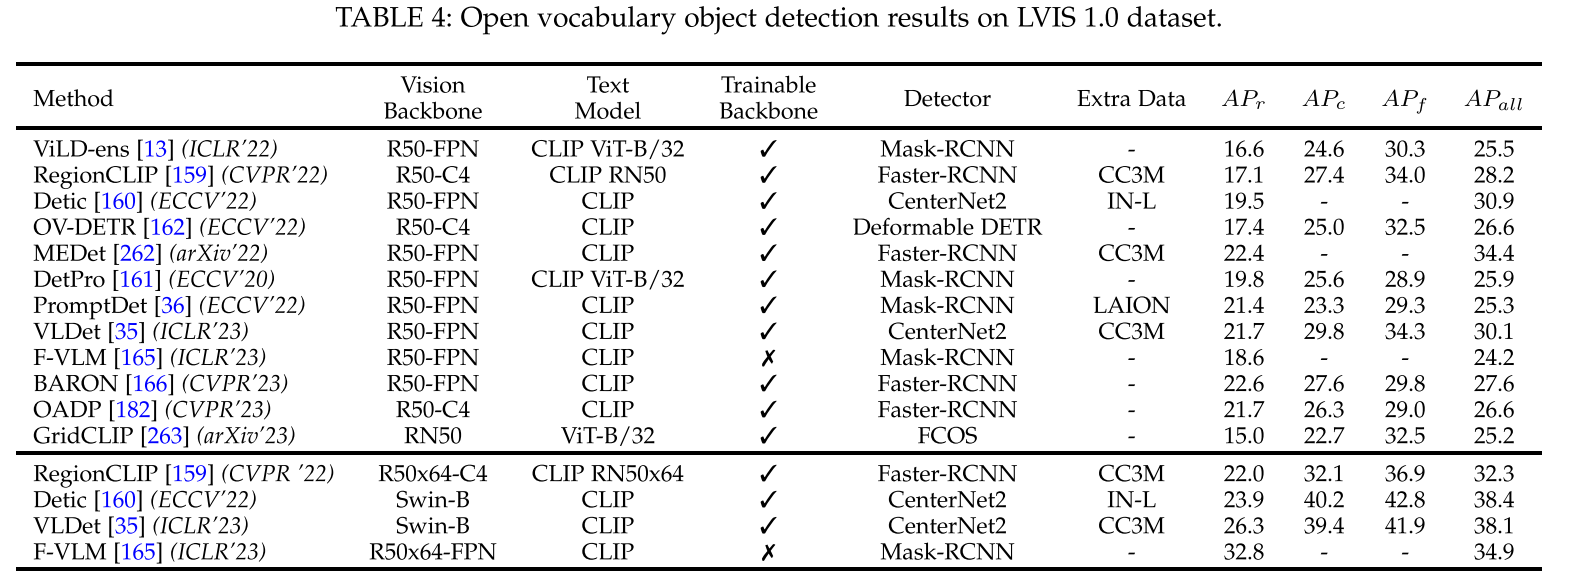 TABLE 4: Open vocabulary object detection results on LVIS 1.0 dataset.
Method Vision Backbone Text Model Trainable Backbone Detector Extra Data AP_r AP_c AP_f AP_all
ViLD-ens [13] (ICLR'22) R50-FPN CLIP ViT-B/32 ✓ Mask-RCNN - 16.6 24.6 30.3 25.5
RegionCLIP [159] (CVPR'22) R50-C4 CLIP RN50 ✓ Faster-RCNN CC3M 17.1 27.4 34.0 28.2
Detic [160] (ECCV'22) R50-FPN CLIP ✓ CenterNet2 IN-L 19.5 - - 30.9
OV-DETR [162] (ECCV'22) R50-C4 CLIP ✓ Deformable DETR - 17.4 25.0 32.5 26.6
MEDet [262] (arXiv'22) R50-FPN CLIP ✓ Faster-RCNN CC3M 22.4 - - 34.4
DetPro [161] (ECCV'20) R50-FPN CLIP ViT-B/32 ✓ Mask-RCNN - 19.8 25.6 28.9 25.9
PromptDet [36] (ECCV'22) R50-FPN CLIP ✓ Mask-RCNN LAION 21.4 23.3 29.3 25.3
VLDet [35] (ICLR'23) R50-FPN CLIP ✓ CenterNet2 CC3M 21.7 29.8 34.3 30.1
F-VLM [165] (ICLR'23) R50-FPN CLIP ✗ Mask-RCNN - 18.6 - - 24.2
BARON [166] (CVPR'23) R50-FPN CLIP ✓ Faster-RCNN - 22.6 27.6 29.8 27.6
OADP [182] (CVPR'23) R50-C4 CLIP ✓ Faster-RCNN - 21.7 26.3 29.0 26.6
GridCLIP [263] (arXiv'23) RN50 ViT-B/32 ✓ FCOS - 15.0 22.7 32.5 25.2
RegionCLIP [159] (CVPR '22) R50x64-C4 CLIP RN50x64 ✓ Faster-RCNN CC3M 22.0 32.1 36.9 32.3
Detic [160] (ECCV'22) Swin-B CLIP ✓ CenterNet2 IN-L 23.9 40.2 42.8 38.4
VLDet [35] (ICLR'23) Swin-B CLIP ✓ CenterNet2 CC3M 26.3 39.4 41.9 38.1
F-VLM [165] (ICLR'23) R50x64-FPN CLIP ✗ Mask-RCNN - 32.8 - - 34.9